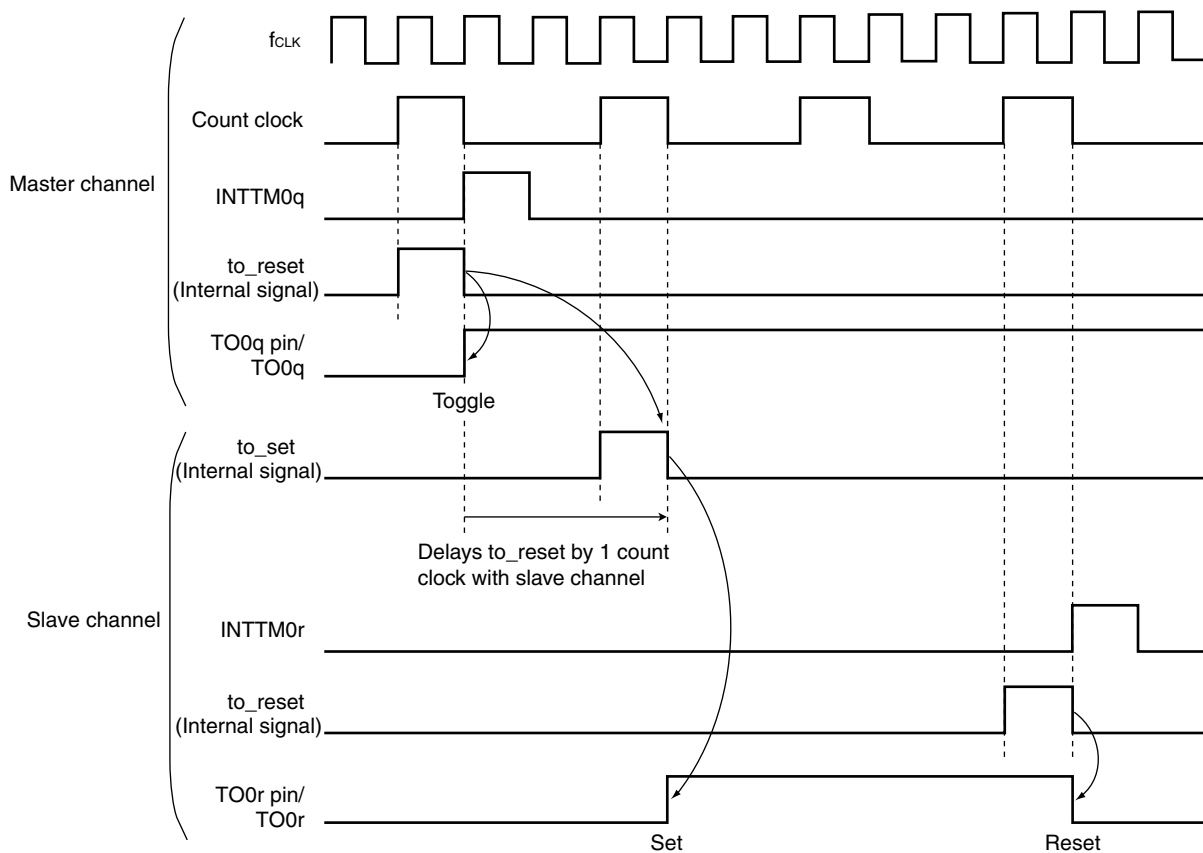 fCLK
Count clock
Master channel
INTTM0q
to_reset
(Internal signal)
TO0q pin/
TO0q
Toggle
to_set
(Internal signal)
Delays to_reset by 1 count
clock with slave channel
Slave channel
INTTM0r
to_reset
(Internal signal)
TO0r pin/
TO0r
Set
Reset